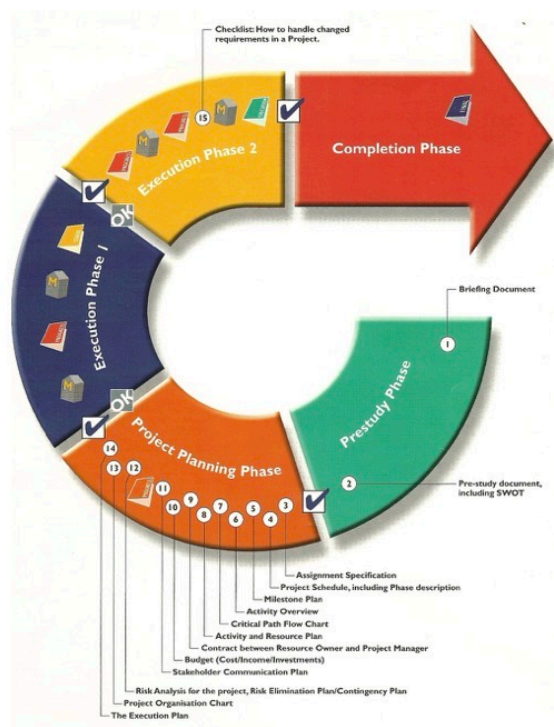 Checklist: How to handle changed
requirements in a Project.
15
Execution Phase 2
M
M
Completion Phase
OK
Execution Phase 1
M
M
OK
Briefing Document
1
Prestudy Phase
2
Pre-study document,
including SWOT
Project Planning Phase
14
13
12
11
10
9
8
7
6
5
4
3
Assignment Specification
Project Schedule, including Phase description
Milestone Plan
Activity Overview
Critical Path Flow Chart
Activity and Resource Plan
Contract between Resource Owner and Project Manager
Budget (Cost/Income/Investments)
Stakeholder Communication Plan
Risk Analysis for the project, Risk Elimination Plan/Contingency Plan
Project Organisation Chart
The Execution Plan